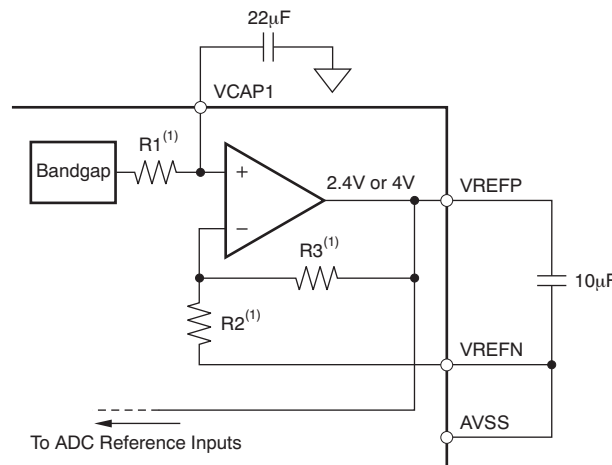 22μF
VCAP1
R1(1)
Bandgap
+
2.4V or 4V
VREFP
−
R3(1)
10μF
R2(1)
VREFN
AVSS
To ADC Reference Inputs